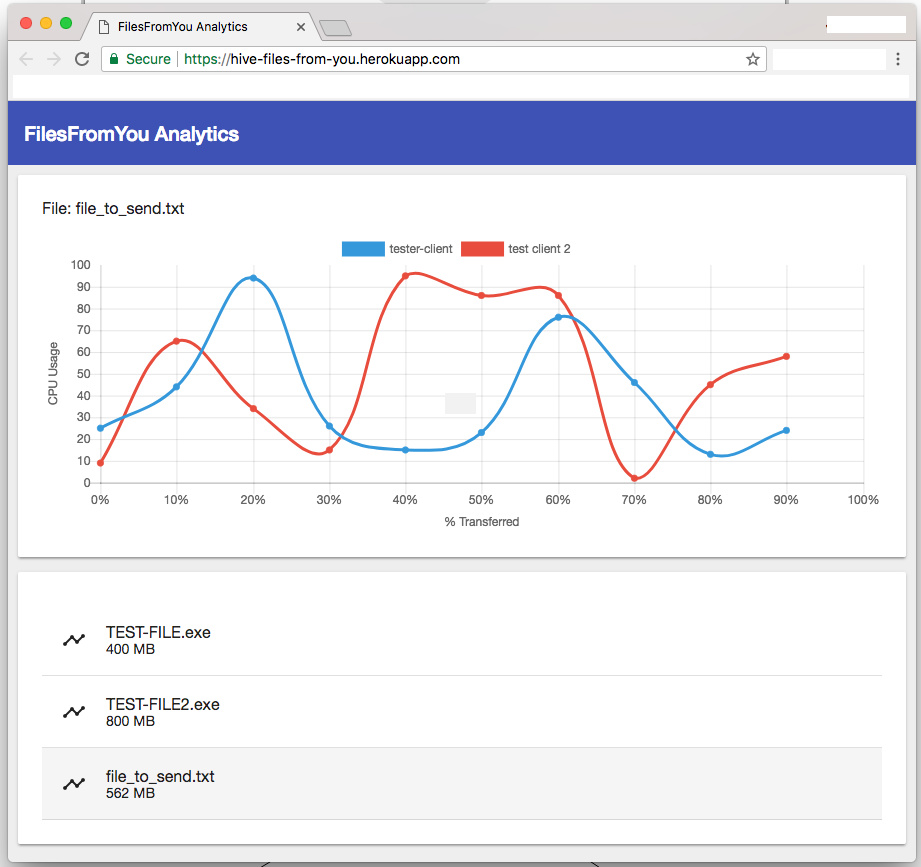 FilesFromYou Analytics
Secure https://hive-files-from-you.herokuapp.com
FilesFromYou Analytics
File: file_to_send.txt
tester-client test client 2
100
90
80
70
60
50
40
30
20
10
0
CPU Usage
0% 10% 20% 30% 40% 50% 60% 70% 80% 90% 100%
% Transferred
TEST-FILE.exe
400 MB
TEST-FILE2.exe
800 MB
file_to_send.txt
562 MB